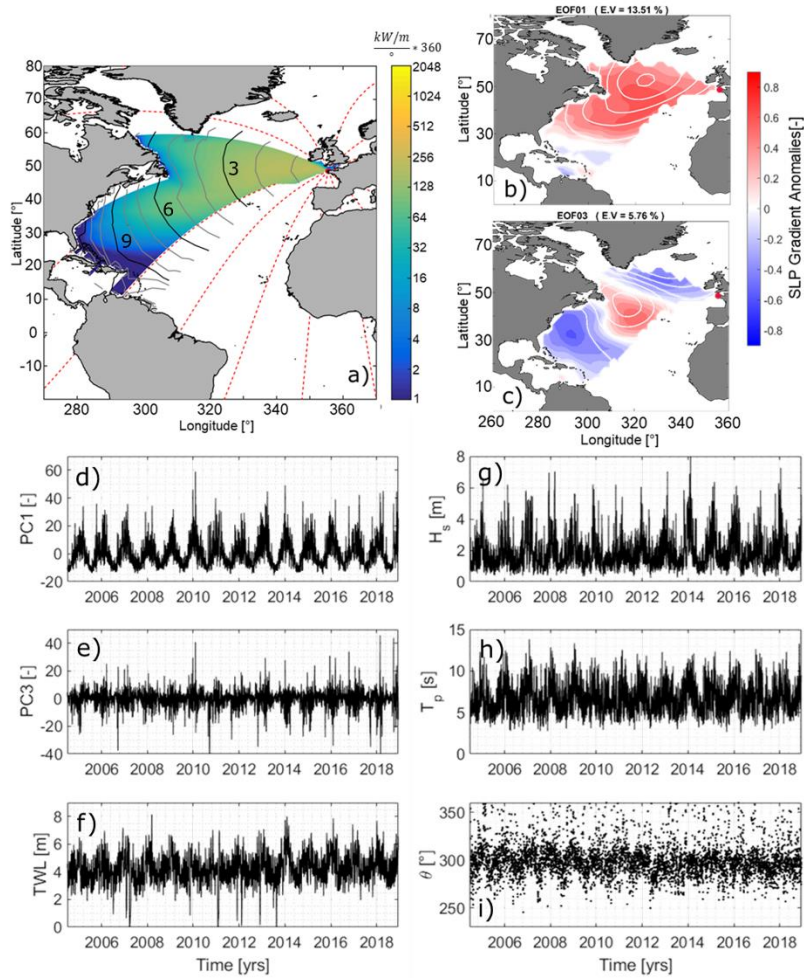 kW/m
° * 360
80
70
60
50
40
30
20
10
0
-10
Latitude [°]
3
6
9
a)
270 280 300 320 340 360
Longitude [°]
2048
1024
512
256
128
64
32
16
8
4
2
1
EOF01 ( E.V = 13.51 % )
70
50
30
10
Latitude [°]
b)
EOF03 ( E.V = 5.76 % )
70
50
30
10
Latitude [°]
c)
260 280 300 320 340 360
Longitude [°]
0.8
0.6
0.4
0.2
0
-0.2
-0.4
-0.6
-0.8
SLP Gradient Anomalies[-]
d)
PC1 [-]
60
40
20
0
-20
2006 2008 2010 2012 2014 2016 2018
g)
Hs [m]
8
6
4
2
0
2006 2008 2010 2012 2014 2016 2018
e)
PC3 [-]
40
20
0
-20
-40
2006 2008 2010 2012 2014 2016 2018
h)
Tp [s]
15
10
5
0
2006 2008 2010 2012 2014 2016 2018
f)
TWL [m]
8
6
4
2
0
2006 2008 2010 2012 2014 2016 2018
Time [yrs]
i)
θ [°]
350
300
250
2006 2008 2010 2012 2014 2016 2018
Time [yrs]